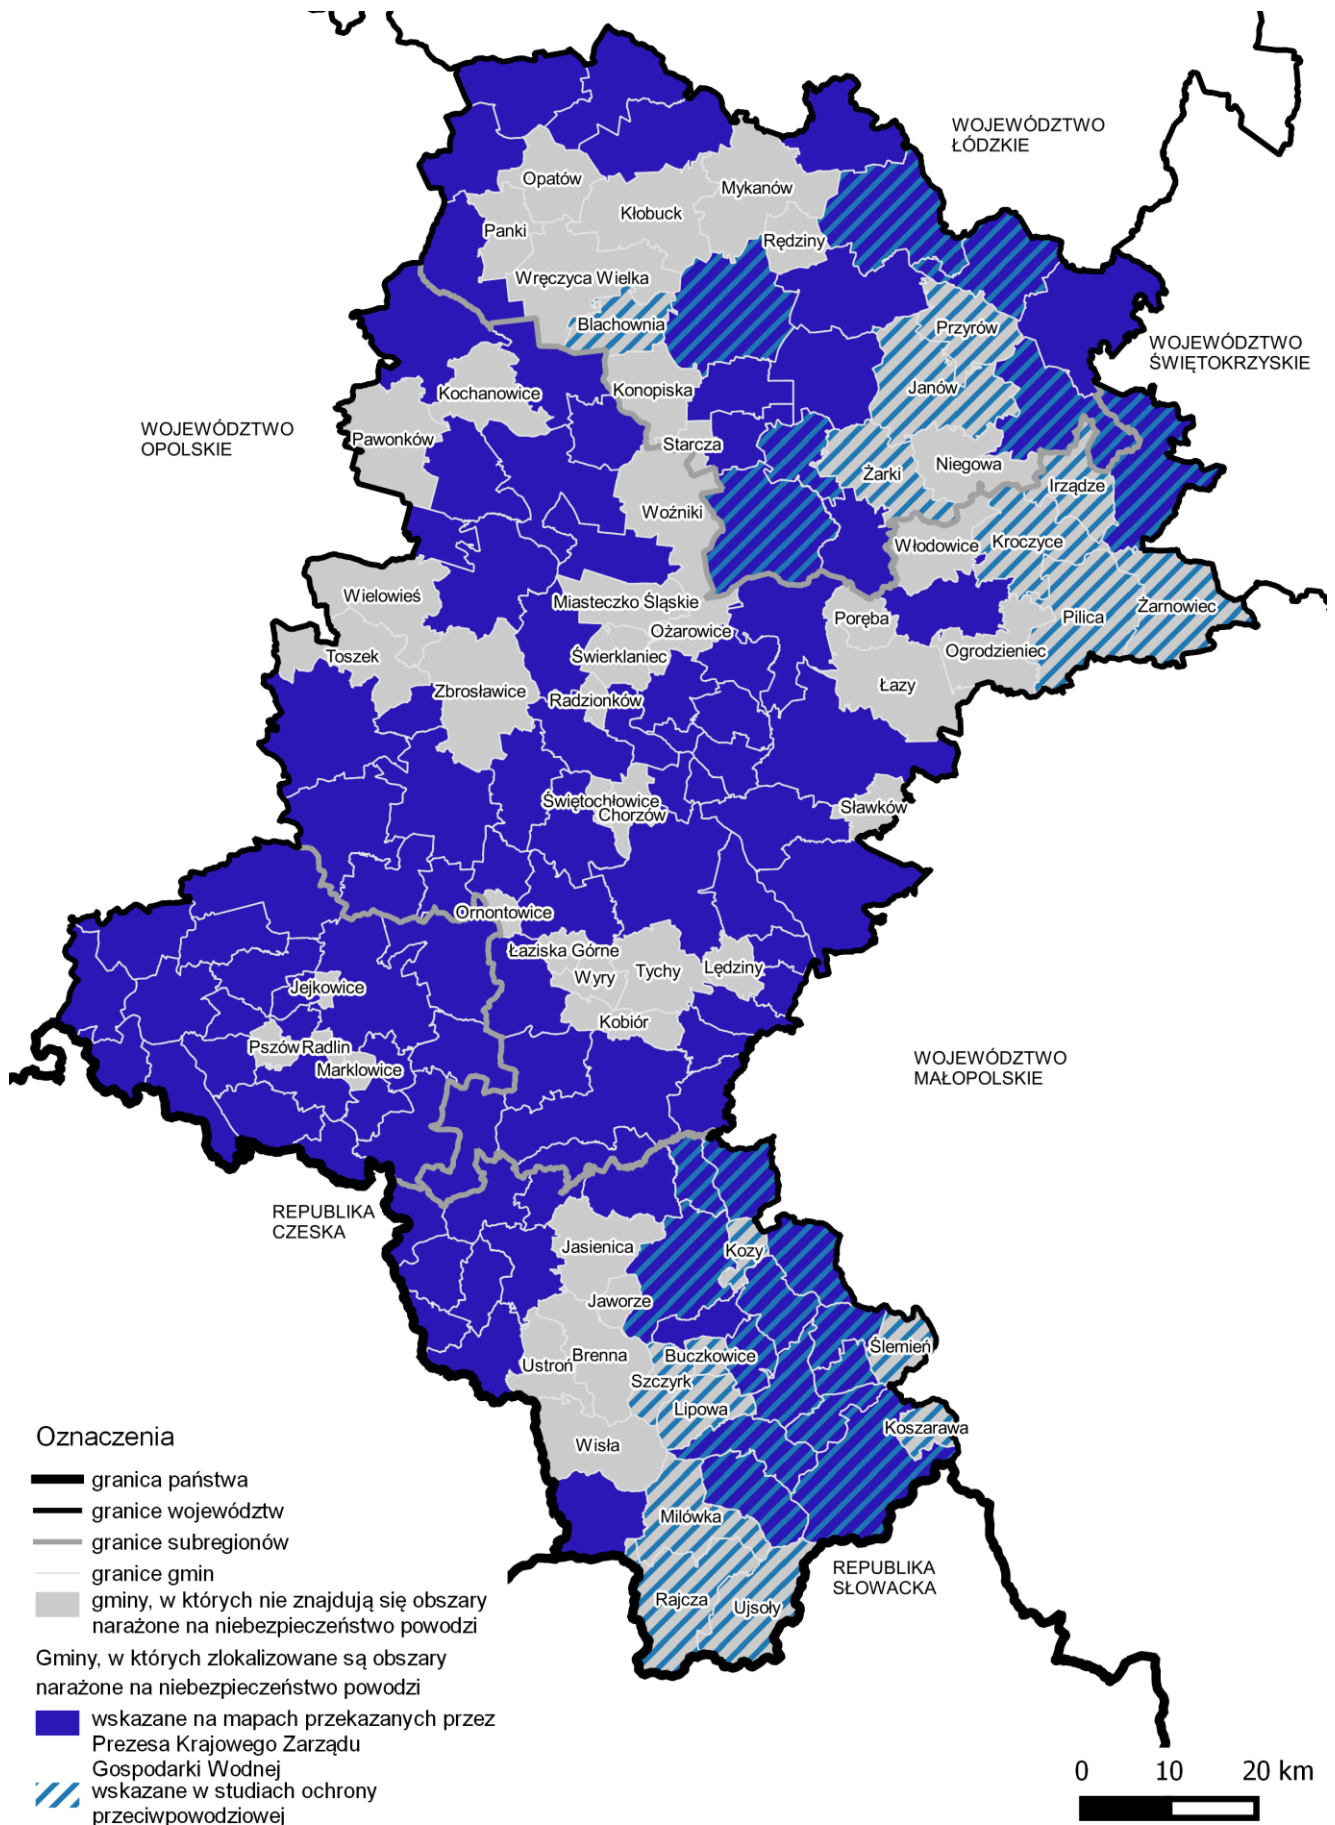 WOJEWÓDZTWO
ŁÓDZKIE
Opatów
Mykanów
Kłobuck
Panki
Rędziny
Wręczyca Wielka
Blachownia
Przyrów
WOJEWÓDZTWO
ŚWIĘTOKRZYSKIE
Kochanowice
Konopiska
Janów
WOJEWÓDZTWO
OPOLSKIE
Pawonków
Starcza
Żarki
Niegowa
Irządze
Woźniki
Włodowice
Kroczyce
Wielowieś
Miasteczko Śląskie
Żarnowiec
Poręba
Pilica
Ożarowice
Toszek
Świerklaniec
Ogrodzieniec
Zbrosławice
Łazy
Radzionków
Świętochłowice
Chorzów
Sławków
Ornontowice
Łaziska Górne
Wyry
Tychy
Lędziny
Jejkowice
Kobiór
Pszów
Radlin
Marklowice
WOJEWÓDZTWO
MAŁOPOLSKIE
REPUBLIKA
CZESKA
Jasienica
Kozy
Jaworze
Ślemień
Ustroń
Brenna
Buczkowice
Szczyrk
Lipowa
Koszarawa
Wisła
Milówka
REPUBLIKA
SŁOWACKA
Rajcza
Ujsoły
Oznaczenia
granica państwa
granice województw
granice subregionów
granice gmin
gminy, w których nie znajdują się obszary
narażone na niebezpieczeństwo powodzi
Gminy, w których zlokalizowane są obszary
narażone na niebezpieczeństwo powodzi
wskazane na mapach przekazanych przez
Prezesa Krajowego Zarządu
Gospodarki Wodnej
wskazane w studiach ochrony
przeciwpowodziowej
0 10 20 km